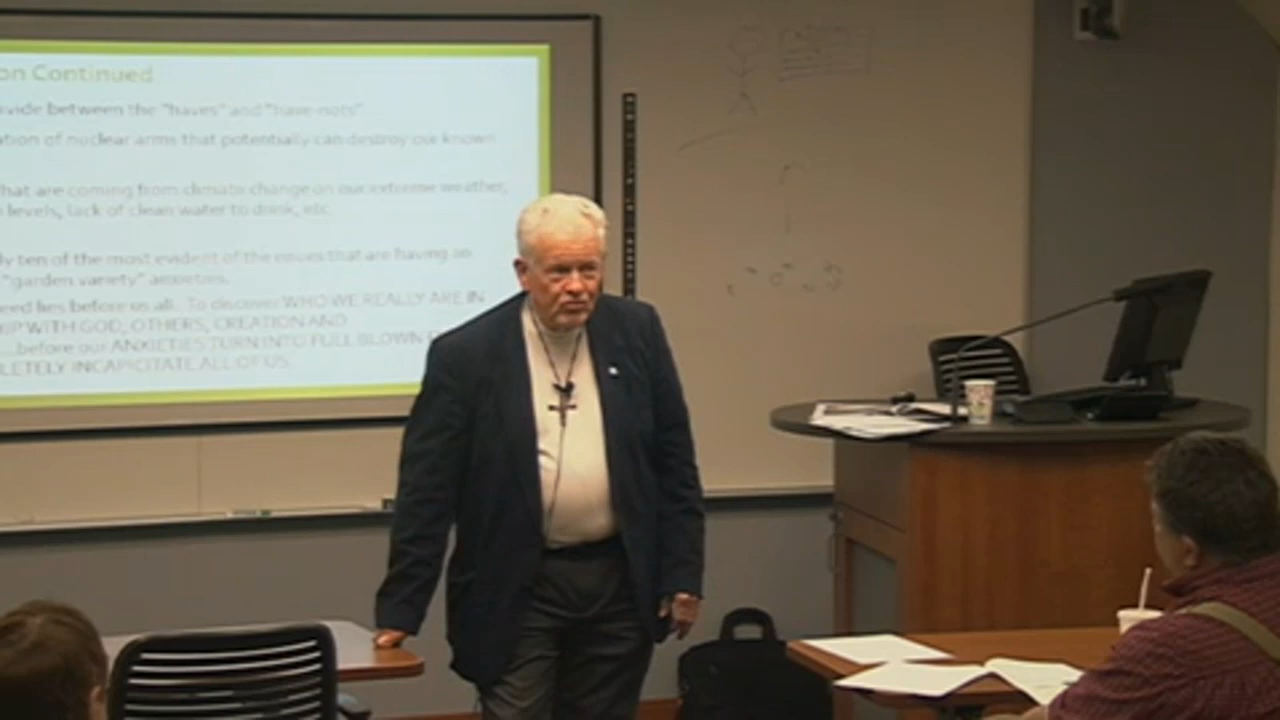 on Continued
vide between the "haves" and "have-nots"
ation of nuclear arms that potentially can destroy our known
hat are coming from climate change on our extreme weather,
levels, lack of clean water to drink, etc
ly ten of the most evident of the issues that are having an
"garden variety" anxieties.
eed lies before us all. To discover WHO WE REALLY ARE IN
IP WITH GOD, OTHERS, CREATION AND
...before our ANXIETIES TURN INTO FULL BLOWN
LETELY INCAPICITATE ALL OF US.